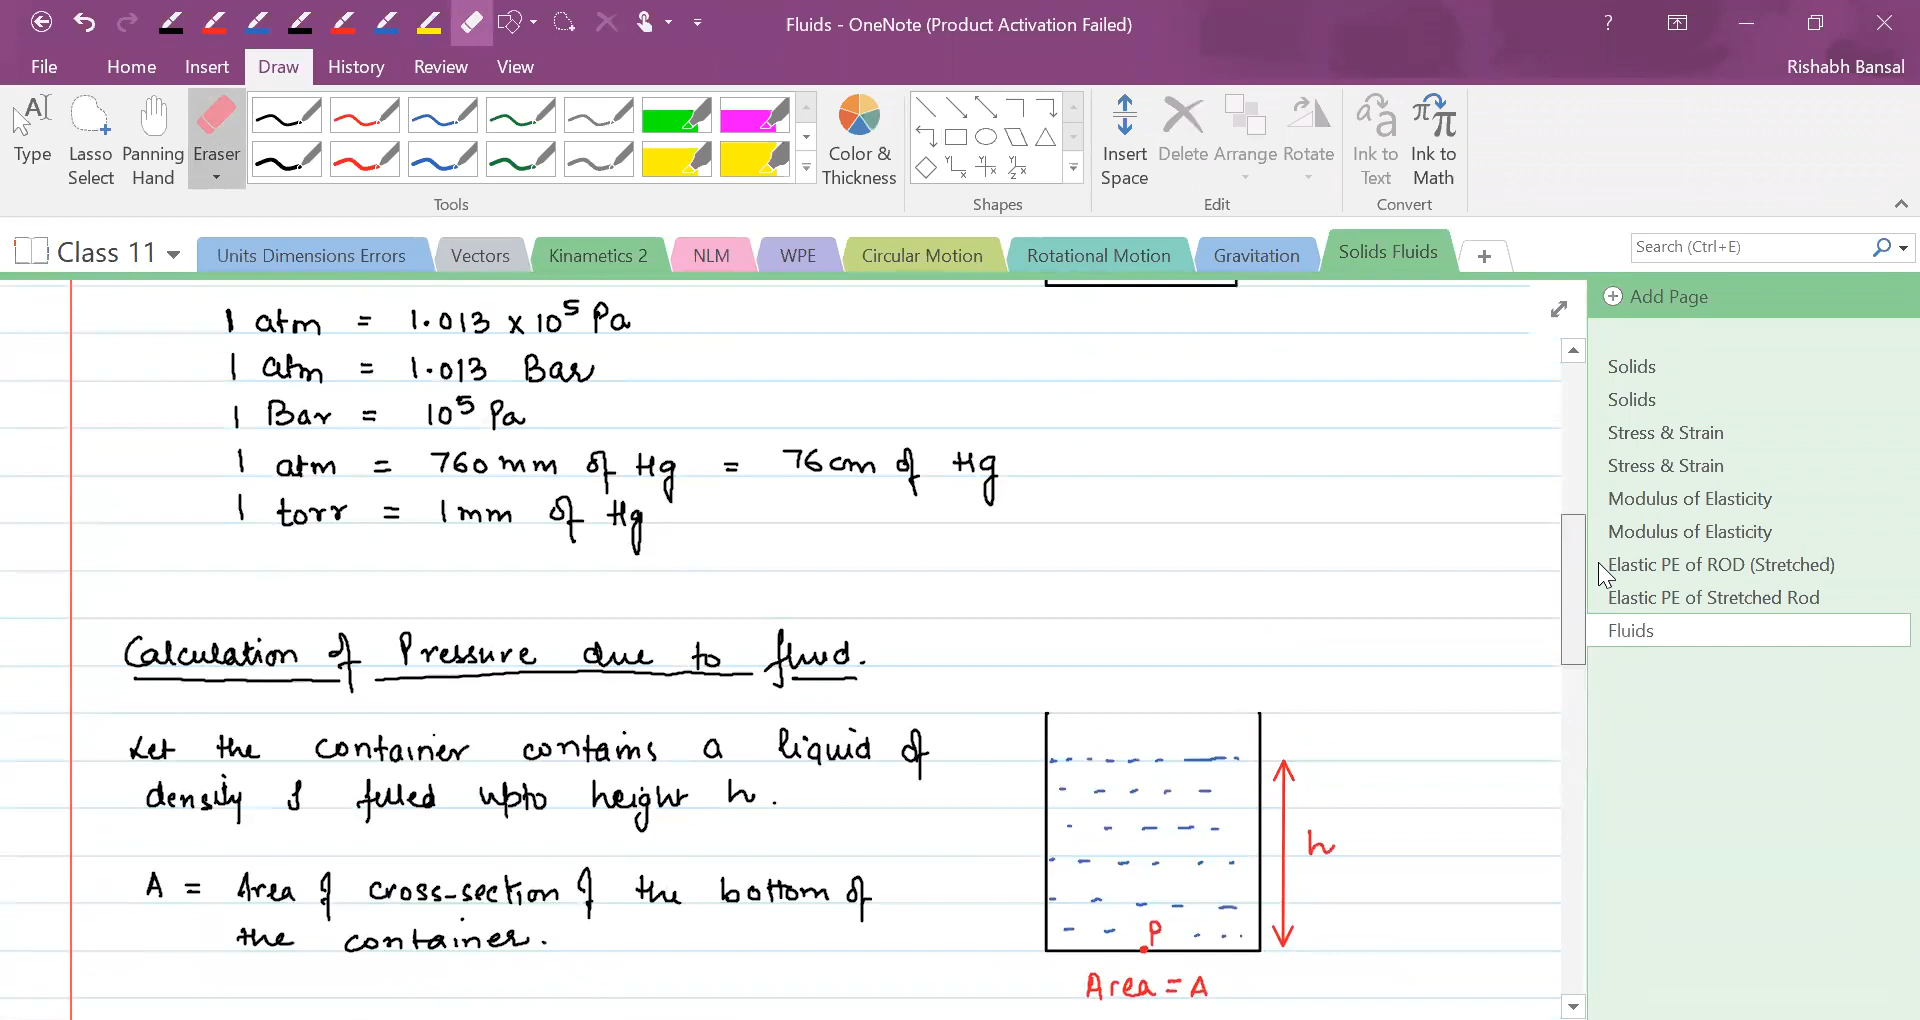 Fluids - OneNote (Product Activation Failed)
?
File Home Insert Draw History Review View
Rishabh Bansal
Type
Lasso Select
Panning Hand
Eraser
Color & Thickness
Insert Space
Delete
Arrange
Rotate
Ink to Text
Ink to Math
Tools
Shapes
Edit
Convert
Class 11
Units Dimensions Errors
Vectors
Kinametics 2
NLM
WPE
Circular Motion
Rotational Motion
Gravitation
Solids Fluids
+
Search (Ctrl+E)
Add Page
Solids
Solids
Stress & Strain
Stress & Strain
Modulus of Elasticity
Modulus of Elasticity
Elastic PE of ROD (Stretched)
Elastic PE of Stretched Rod
Fluids
1 atm = 1.013 x 10⁵ Pa
1 atm = 1.013 Bar
1 Bar = 10⁵ Pa
1 atm = 760 mm of Hg = 76 cm of Hg
1 torr = 1 mm of Hg
Calculation of Pressure due to fluid.
Let the container contains a liquid of
density ρ filled upto height h.
A = Area of cross-section of the bottom of
the container.
h
P
Area = A